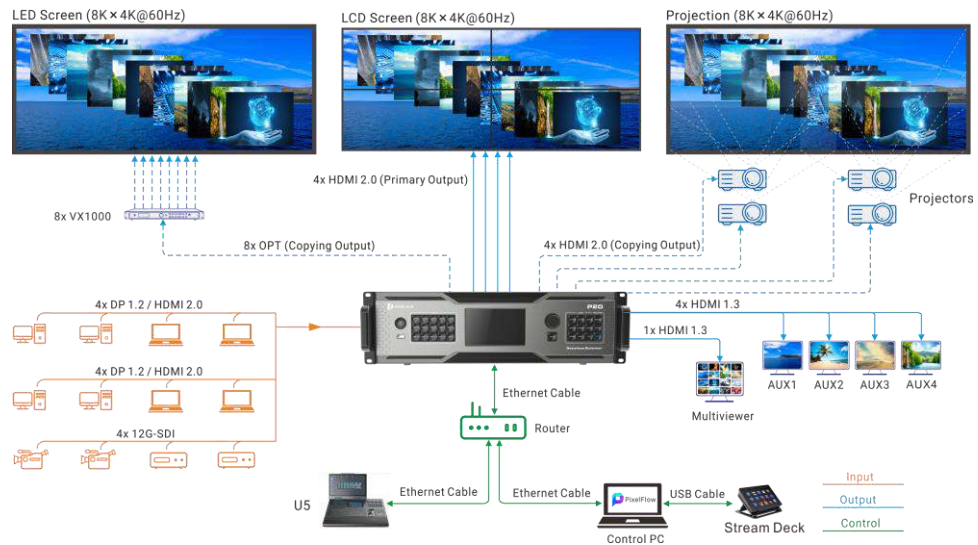 LED Screen (8K×4K@60Hz)
LCD Screen (8K×4K@60Hz)
Projection (8K×4K@60Hz)
4x HDMI 2.0 (Primary Output)
8x VX1000
Projectors
8x OPT (Copying Output)
4x HDMI 2.0 (Copying Output)
4x DP 1.2 / HDMI 2.0
P20
4x HDMI 1.3
1x HDMI 1.3
4x DP 1.2 / HDMI 2.0
AUX1
AUX2
AUX3
AUX4
Ethernet Cable
Multiviewer
Router
4x 12G-SDI
Input
U5
Ethernet Cable
Ethernet Cable
PixelFlow
USB Cable
Output
Stream Deck
Control
Control PC